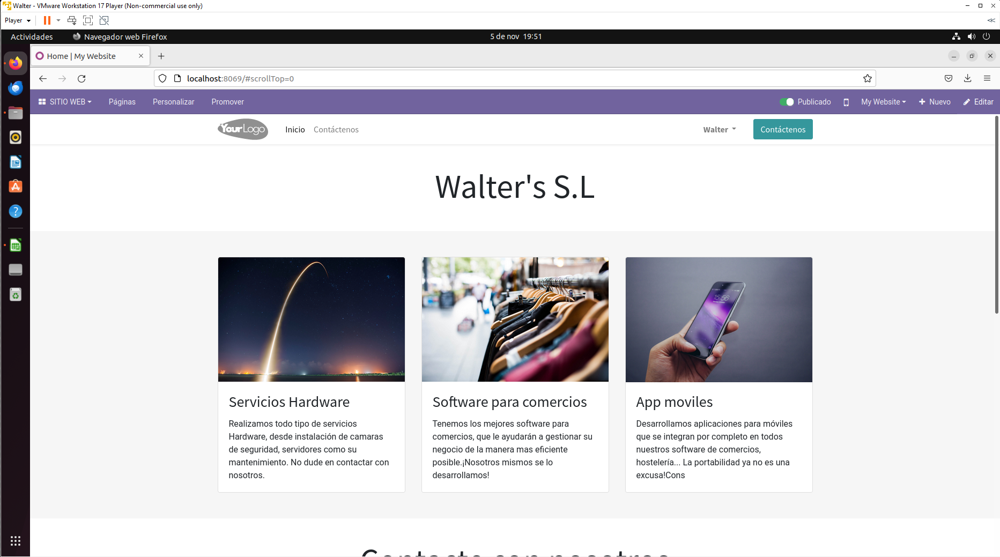 Walter - VMware Workstation 17 Player (Non-commercial use only)
Player
Actividades
Navegador web Firefox
5 de nov 19:51
Home | My Website
localhost:8069/#scrollTop=0
SITIO WEB
Páginas
Personalizar
Promover
Publicado
My Website
Nuevo
Editar
YourLogo
Inicio
Contáctenos
Walter
Contáctenos
Walter's S.L
15:56
Servicios Hardware
Realizamos todo tipo de servicios
Hardware, desde instalación de camaras
de seguridad, servidores como su
mantenimiento. No dude en contactar con
nosotros.
Software para comercios
Tenemos los mejores software para
comercios, que le ayudarán a gestionar su
negocio de la manera mas eficiente
posible.¡Nosotros mismos se lo
desarrollamos!
App moviles
Desarrollamos aplicaciones para móviles
que se integran por completo en todos
nuestros software de comercios,
hostelería... La portabilidad ya no es una
excusa!Cons
Contacte con nosotros